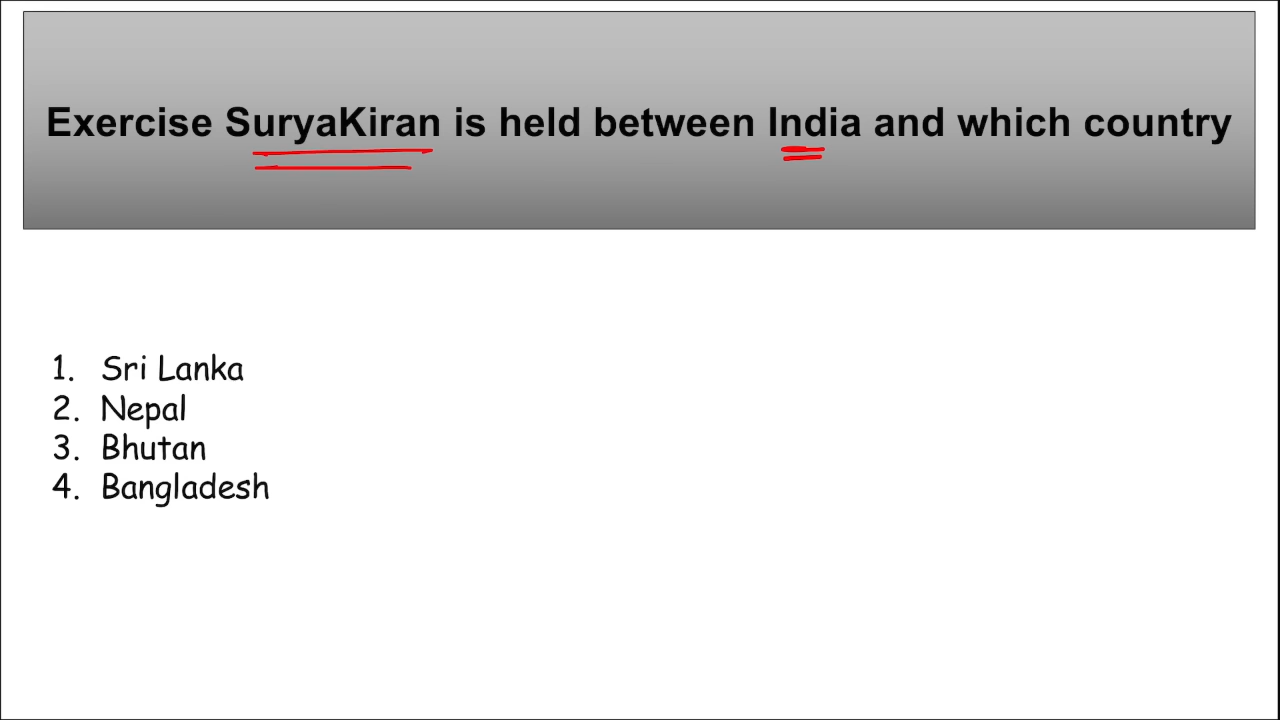 Exercise SuryaKiran is held between India and which country
1. Sri Lanka
2. Nepal
3. Bhutan
4. Bangladesh